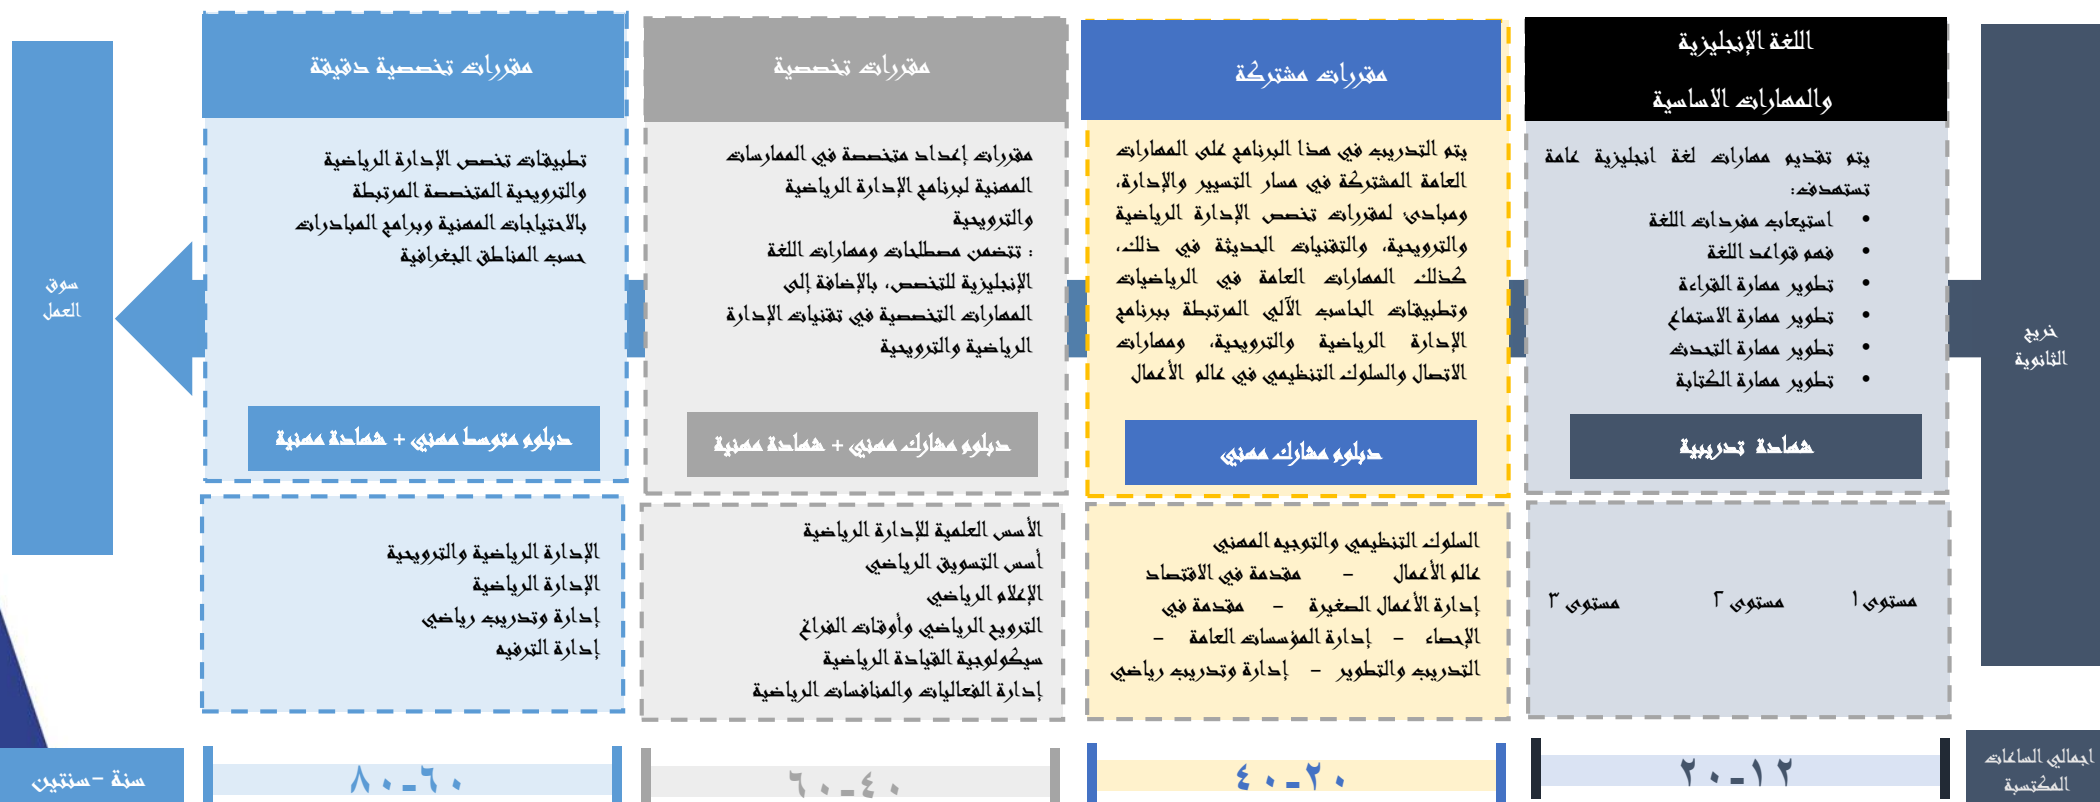 خريج
الثانوية
اللغة الإنجليزية
والمهارات الاساسية
يتم تقديم مهارات لغة انجليزية عامة
تستهدف:
• استيعاب مفردات اللغة
• فهم قواعد اللغة
• تطوير مهارة القراءة
• تطوير مهارة الاستماع
• تطوير مهارة التحدث
• تطوير مهارة الكتابة
شهادة تدريبية
مستوى ١ مستوى ٢ مستوى ٣
مقررات مشتركة
يتم التدريب في هذا البرنامج على المهارات
العامة المشتركة في مسار التسيير والإدارة،
ومبادئ لمقررات تخصص الإدارة الرياضية
والترويحية، والتقنيات الحديثة في ذلك،
كذلك المهارات العامة في الرياضيات
وتطبيقات الحاسب الآلي المرتبطة ببرنامج
الإدارة الرياضية والترويحية، ومهارات
الاتصال والسلوك التنظيمي في عالم الأعمال
دبلوم مشارك مهني
السلوك التنظيمي والتوجيه المهني
عالم الأعمال – مقدمة في الاقتصاد
إدارة الأعمال الصغيرة – مقدمة في
الإحصاء – إدارة المؤسسات العامة –
التدريب والتطوير – إدارة وتدريب رياضي
مقررات تخصصية
مقررات إعداد متخصصة في الممارسات
المهنية لبرنامج الإدارة الرياضية
والترويحية
: تتضمن مصطلحات ومهارات اللغة
الإنجليزية للتخصص، بالإضافة إلى
المهارات التخصصية في تقنيات الإدارة
الرياضية والترويحية
دبلوم مشارك مهني + شهادة مهنية
الأسس العلمية للإدارة الرياضية
أسس التسويق الرياضي
الإعلام الرياضي
الترويح الرياضي وأوقات الفراغ
سيكولوجية القيادة الرياضية
إدارة الفعاليات والمنافسات الرياضية
مقررات تخصصية دقيقة
تطبيقات تخصص الإدارة الرياضية
والترويحية المتخصصة المرتبطة
بالاحتياجات المهنية وبرامج المبادرات
حسب المناطق الجغرافية
دبلوم متوسط مهني + شهادة مهنية
الإدارة الرياضية والترويحية
الإدارة الرياضية
إدارة وتدريب رياضي
إدارة الترفيه
سوق
العمل
اجمالي الساعات
المكتسبة
١٢-٢٠
٢٠-٤٠
٤٠-٦٠
٦٠-٨٠
سنة -سنتين